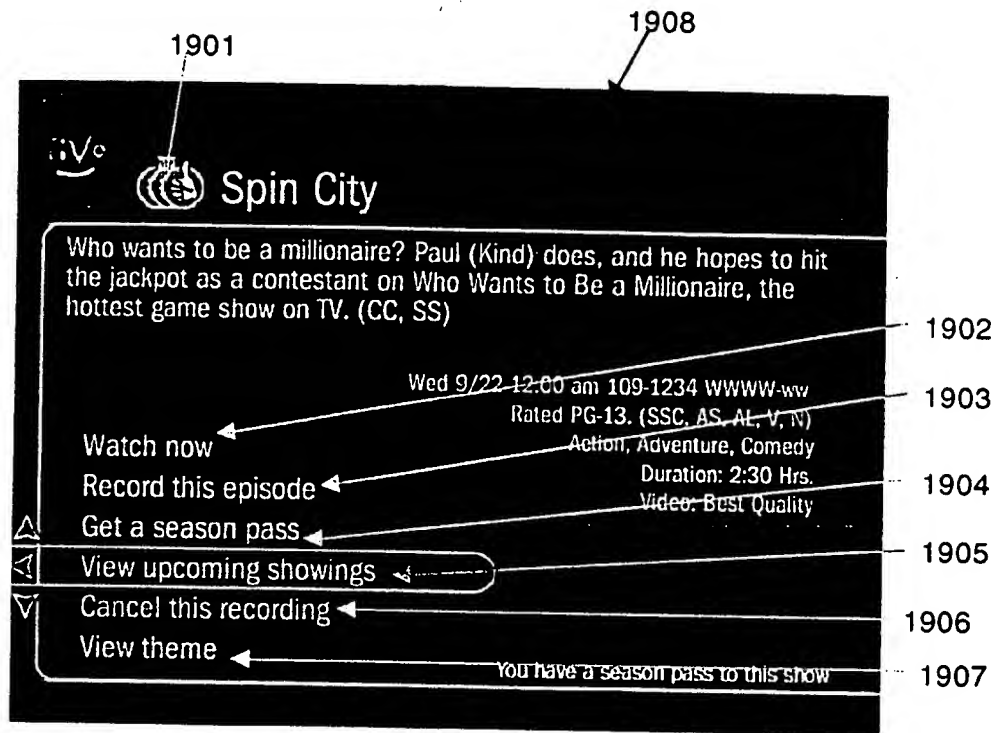 1908
1901
TiVo
Spin City
Who wants to be a millionaire? Paul (Kind) does, and he hopes to hit
the jackpot as a contestant on Who Wants to Be a Millionaire, the
hottest game show on TV. (CC, SS)
1902
Wed 9/22 12:00 am 109-1234 WWWW-ww
1903
Rated PG-13. (SSC, AS, AL, V, N)
Watch now
Action, Adventure, Comedy
Record this episode
Duration: 2:30 Hrs.
1904
Video: Best Quality
Get a season pass
1905
View upcoming showings
Cancel this recording
1906
View theme
You have a season pass to this show
1907